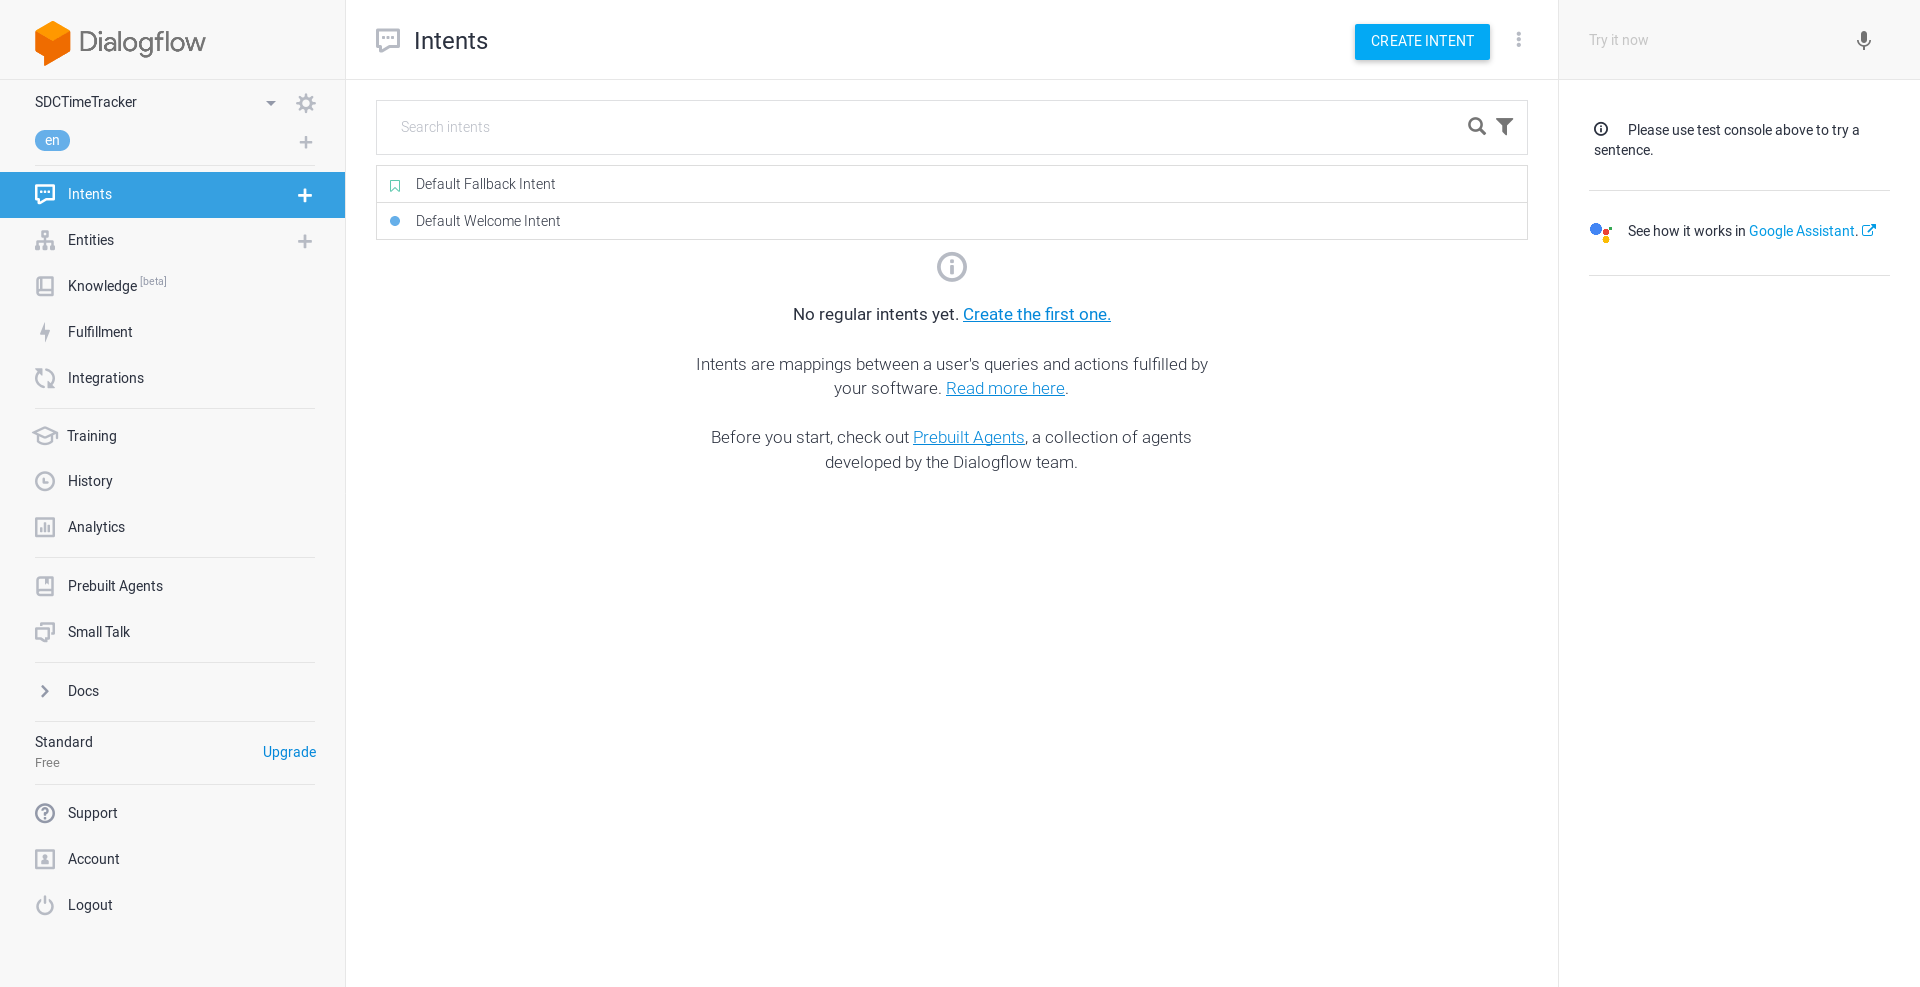 Dialogflow
SDCTimeTracker
en
Intents
Entities
Knowledge [beta]
Fulfillment
Integrations
Training
History
Analytics
Prebuilt Agents
Small Talk
Docs
Standard
Free
Upgrade
Support
Account
Logout
Intents
CREATE INTENT
Search intents
Default Fallback Intent
Default Welcome Intent
No regular intents yet. Create the first one.
Intents are mappings between a user's queries and actions fulfilled by
your software. Read more here.
Before you start, check out Prebuilt Agents, a collection of agents
developed by the Dialogflow team.
Try it now
Please use test console above to try a
sentence.
See how it works in Google Assistant.